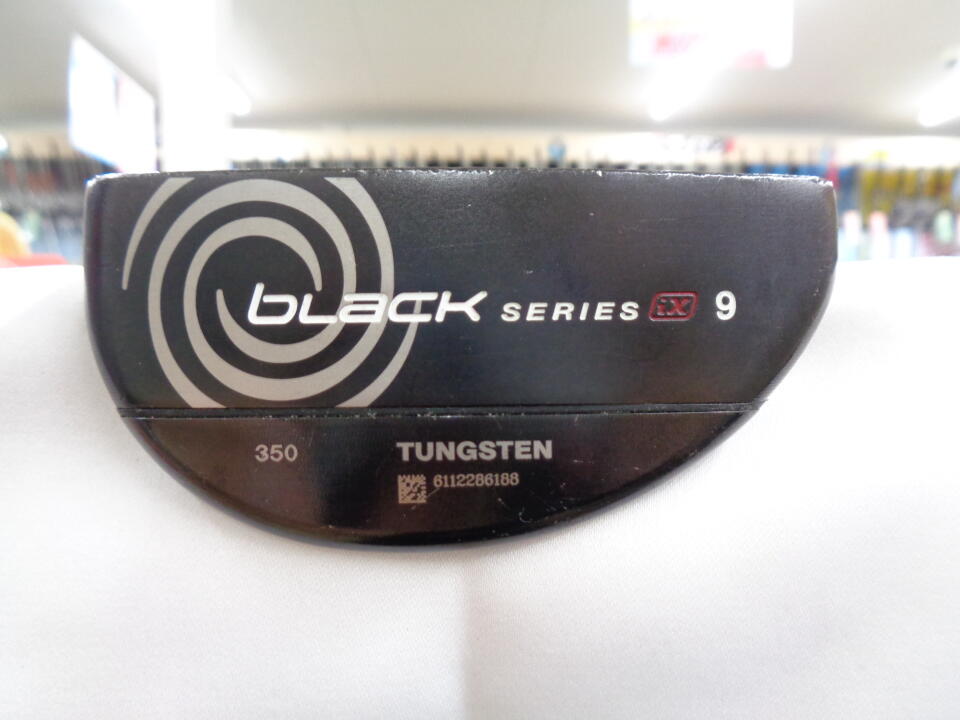 black SERIES ix 9
350 TUNGSTEN
6112286188